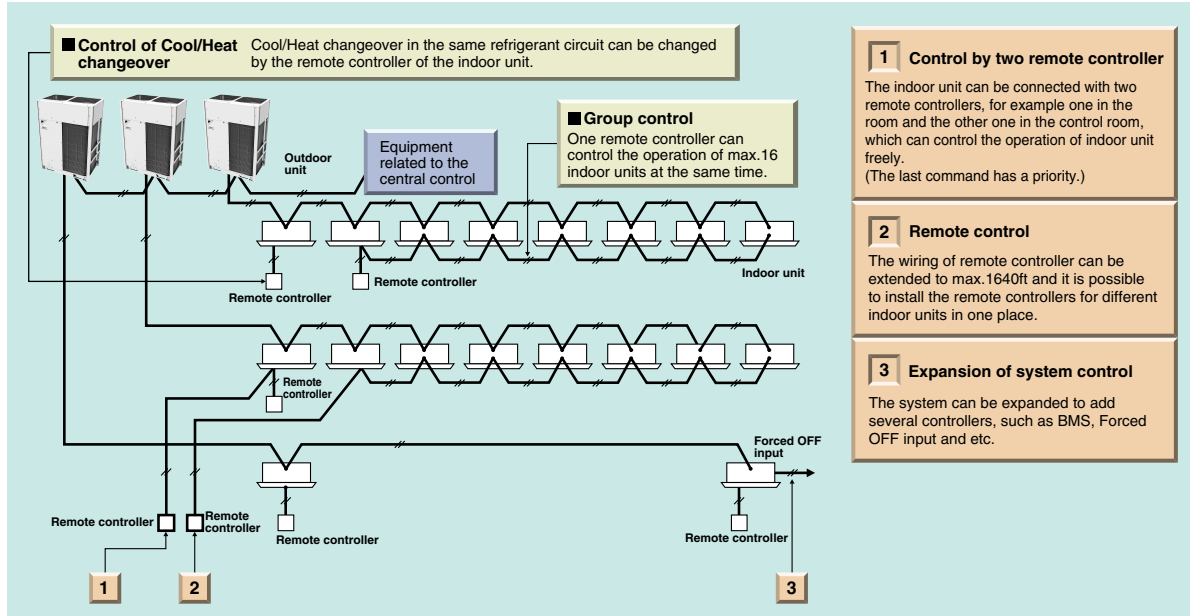 ■ Control of Cool/Heat
changeover
Cool/Heat changeover in the same refrigerant circuit can be changed
by the remote controller of the indoor unit.
Outdoor
unit
Equipment
related to the
central control
■ Group control
One remote controller can
control the operation of max.16
indoor units at the same time.
Indoor unit
Remote controller
Remote controller
Remote
controller
Forced OFF
input
Remote controller
Remote
controller
Remote controller
Remote controller
1
2
3
1 Control by two remote controller
The indoor unit can be connected with two
remote controllers, for example one in the
room and the other one in the control room,
which can control the operation of indoor unit
freely.
(The last command has a priority.)
2 Remote control
The wiring of remote controller can be
extended to max.1640ft and it is possible
to install the remote controllers for different
indoor units in one place.
3 Expansion of system control
The system can be expanded to add
several controllers, such as BMS, Forced
OFF input and etc.